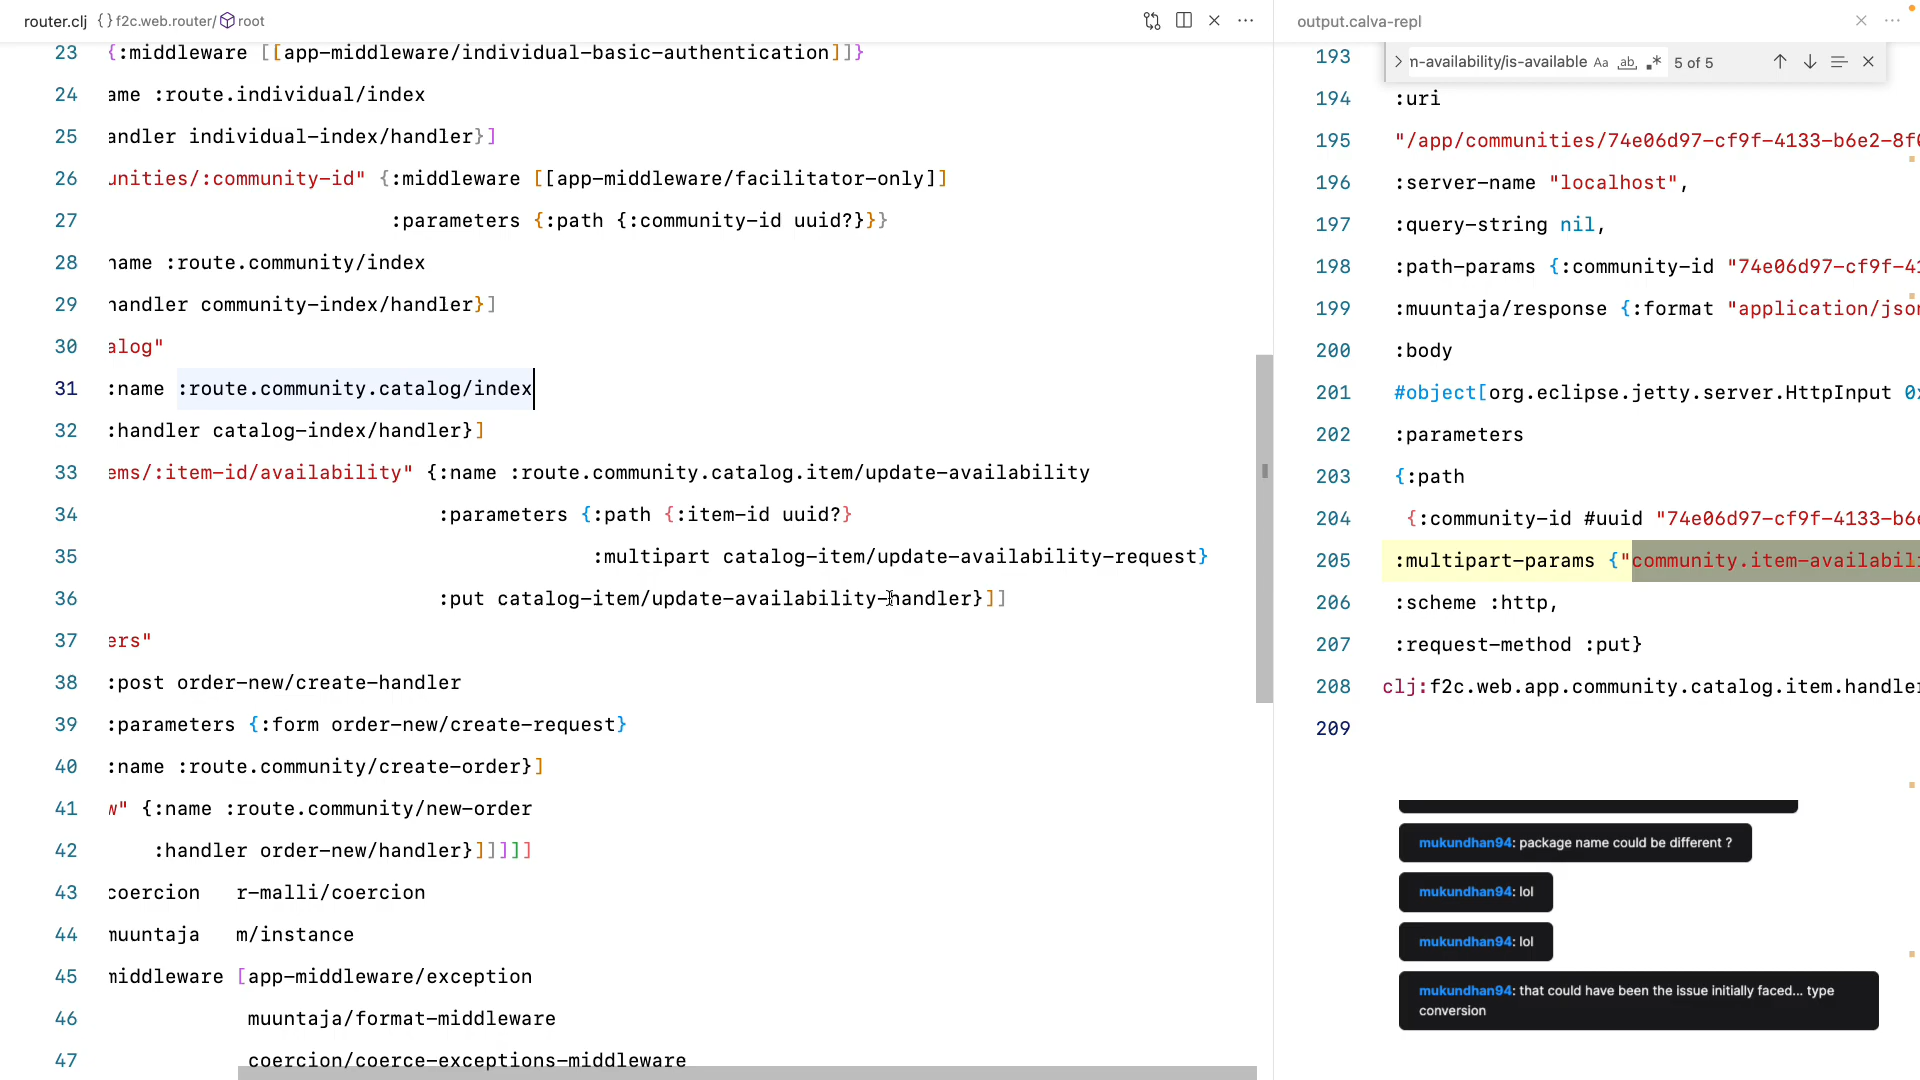 router.clj {} f2c.web.router/ root
23 {:middleware [[app-middleware/individual-basic-authentication]]}
24 ame :route.individual/index
25 andler individual-index/handler}]
26 unities/:community-id" {:middleware [[app-middleware/facilitator-only]]
27 :parameters {:path {:community-id uuid?}}}
28 name :route.community/index
29 handler community-index/handler}]
30 alog"
31 :name :route.community.catalog/index
32 :handler catalog-index/handler}]
33 ems/:item-id/availability" {:name :route.community.catalog.item/update-availability
34 :parameters {:path {:item-id uuid?}
35 :multipart catalog-item/update-availability-request}
36 :put catalog-item/update-availability-handler}]]
37 ers"
38 :post order-new/create-handler
39 :parameters {:form order-new/create-request}
40 :name :route.community/create-order}]
41 w" {:name :route.community/new-order
42 :handler order-new/handler}]]]]]
43 coercion r-malli/coercion
44 muuntaja m/instance
45 middleware [app-middleware/exception
46 muuntaja/format-middleware
47 coercion/coerce-exceptions-middleware
output.calva-repl
n-availability/is-available Aa ab .* 5 of 5
193
194 :uri
195 "/app/communities/74e06d97-cf9f-4133-b6e2-8f
196 :server-name "localhost",
197 :query-string nil,
198 :path-params {:community-id "74e06d97-cf9f-41
199 :muuntaja/response {:format "application/json
200 :body
201 #object[org.eclipse.jetty.server.HttpInput 0x
202 :parameters
203 {:path
204 {:community-id #uuid "74e06d97-cf9f-4133-b6e
205 :multipart-params {"community.item-availabili
206 :scheme :http,
207 :request-method :put}
208 clj:f2c.web.app.community.catalog.item.handler
209
mukundhan94: package name could be different ?
mukundhan94: lol
mukundhan94: lol
mukundhan94: that could have been the issue initially faced... type
conversion